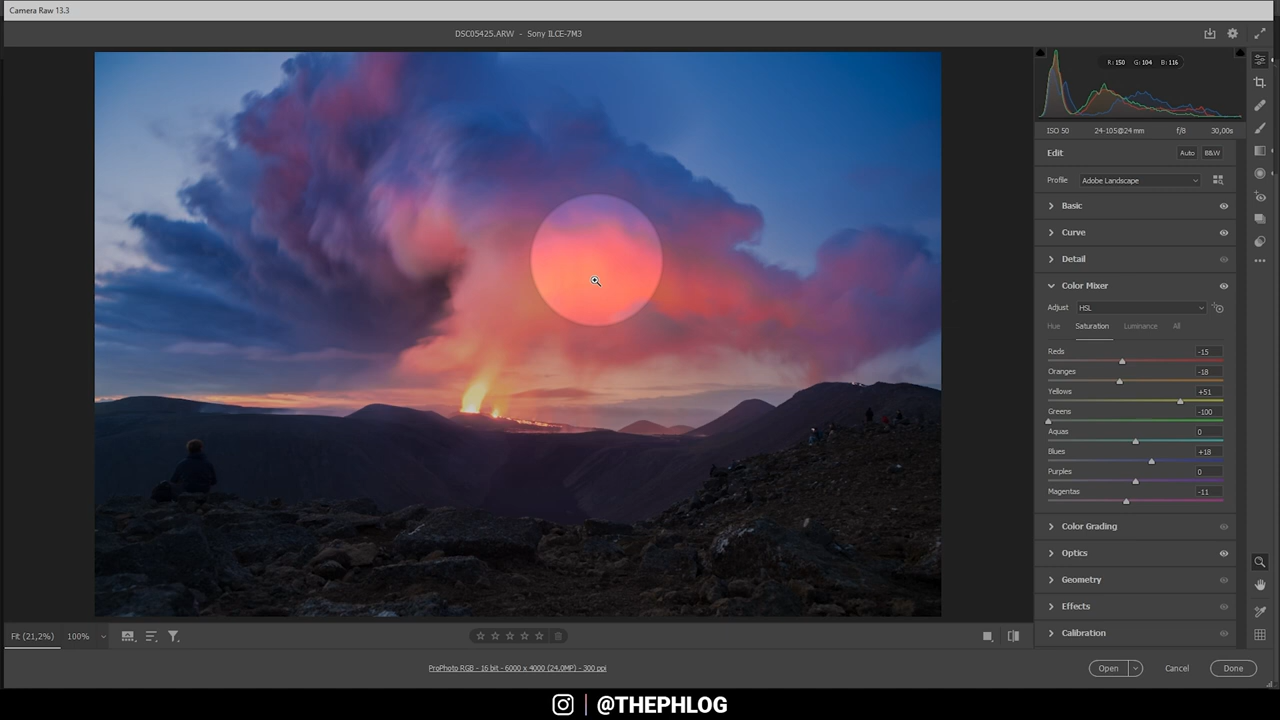 Camera Raw 13.3
DSC05425.ARW - Sony ILCE-7M3
R: 150 G: 104 B: 116
ISO 50 24-105@24 mm f/8 30,00s
Edit Auto B&W
Profile Adobe Landscape
Basic
Curve
Detail
Color Mixer
Adjust HSL
Hue Saturation Luminance All
Reds -15
Oranges -18
Yellows +51
Greens -100
Aquas 0
Blues +18
Purples 0
Magentas -11
Color Grading
Optics
Geometry
Effects
Calibration
Fit (21,2%) 100%
ProPhoto RGB - 16 bit - 6000 x 4000 (24,0MP) - 300 ppi
Open Cancel Done
@THEPHLOG